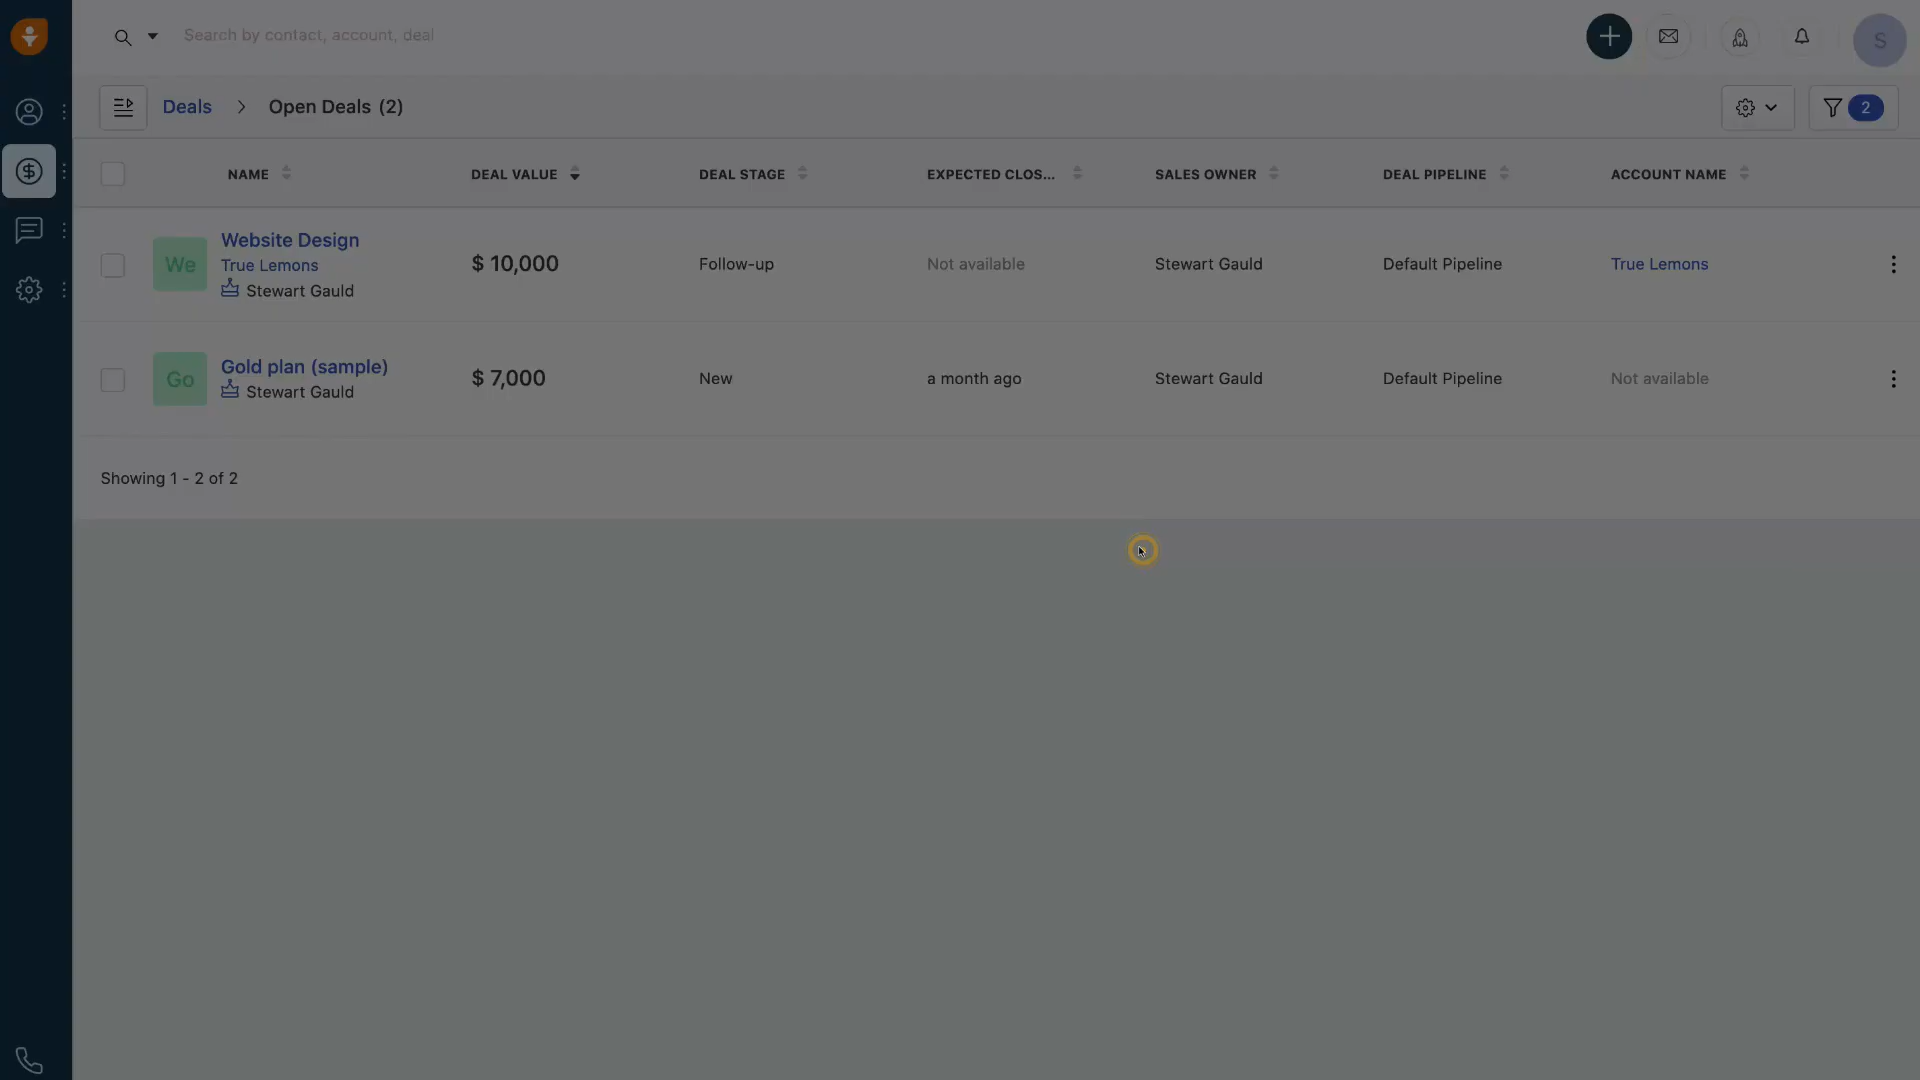 Search by contact, account, deal
S
Deals > Open Deals (2)
2
NAME DEAL VALUE DEAL STAGE EXPECTED CLOS... SALES OWNER DEAL PIPELINE ACCOUNT NAME
We
Website Design
True Lemons
Stewart Gauld
$ 10,000
Follow-up
Not available
Stewart Gauld
Default Pipeline
True Lemons
Go
Gold plan (sample)
Stewart Gauld
$ 7,000
New
a month ago
Stewart Gauld
Default Pipeline
Not available
Showing 1 - 2 of 2